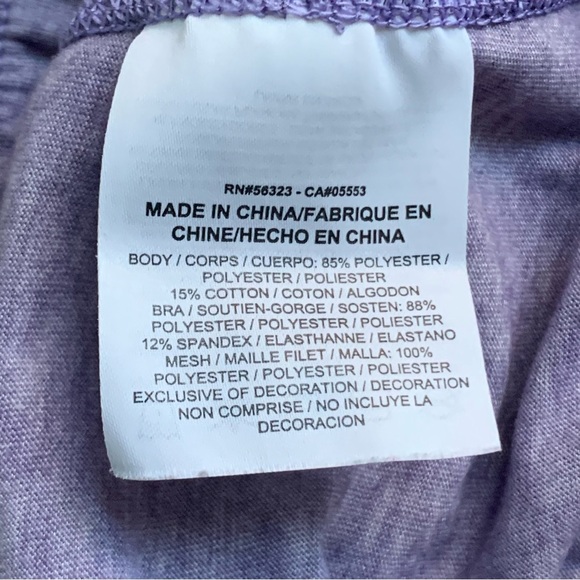 RN#56323 - CA#05553
MADE IN CHINA/FABRIQUE EN
CHINE/HECHO EN CHINA
BODY / CORPS / CUERPO: 85% POLYESTER /
POLYESTER / POLIESTER
15% COTTON / COTON / ALGODON
BRA / SOUTIEN-GORGE / SOSTEN: 88%
POLYESTER / POLYESTER / POLIESTER
12% SPANDEX / ELASTHANNE / ELASTANO
MESH / MAILLE FILET / MALLA: 100%
POLYESTER / POLYESTER / POLIESTER
EXCLUSIVE OF DECORATION / DECORATION
NON COMPRISE / NO INCLUYE LA
DECORACION